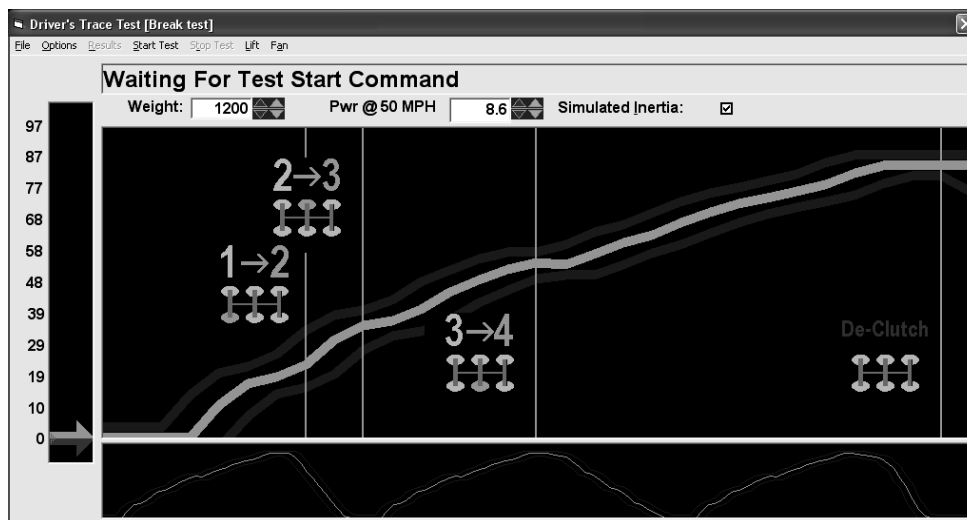 Driver's Trace Test [Break test]
File Options Results Start Test Stop Test Lift Fan
Waiting For Test Start Command
Weight: 1200 Pwr @ 50 MPH 8.6 Simulated Inertia:
97
87
77
68
58
48
39
29
19
10
0
2→3
1→2
3→4
De-Clutch